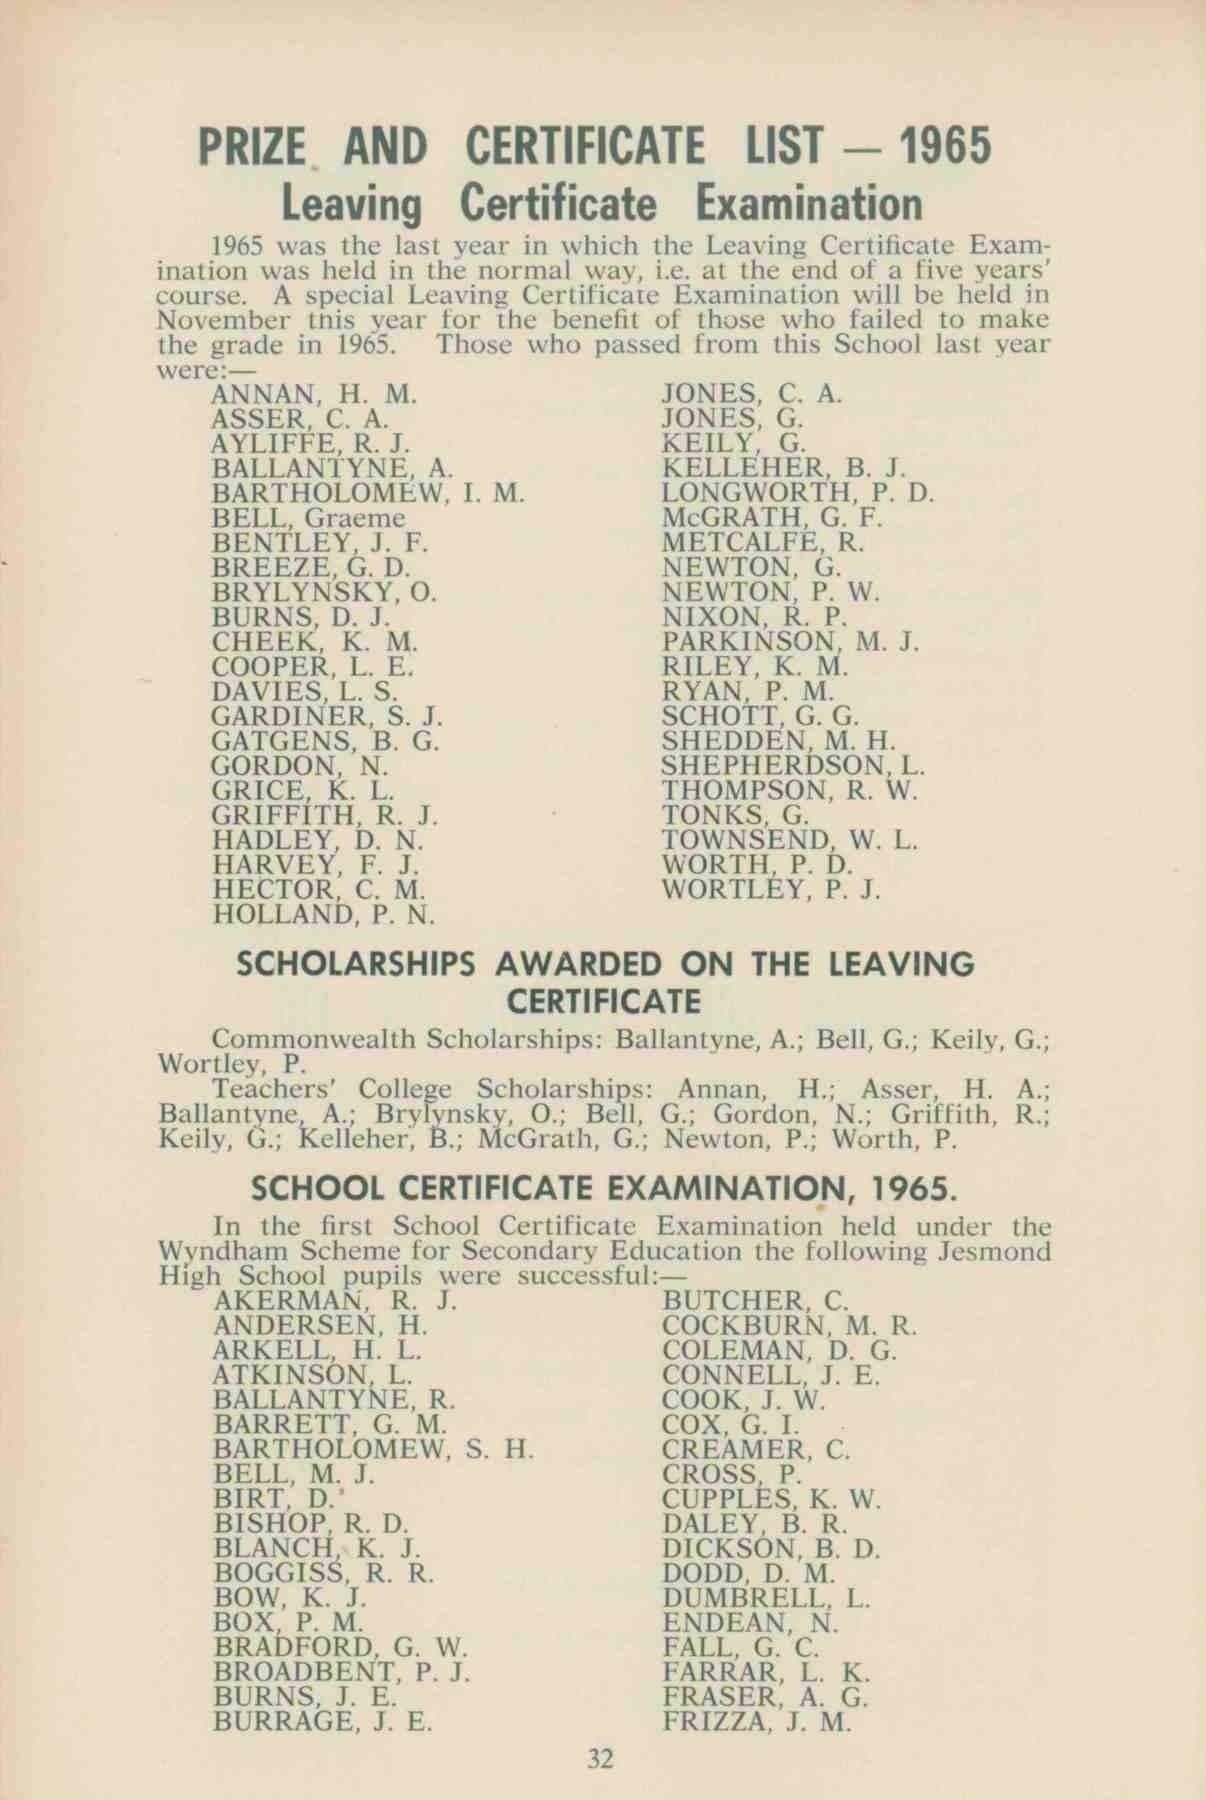 PRIZE AND CERTIFICATE LIST — 1965
Leaving Certificate Examination
1965 was the last year in which the Leaving Certificate Exam-
ination was held in the normal way, i.e. at the end of a five years'
course. A special Leaving Certificate Examination will be held in
November this year for the benefit of those who failed to make
the grade in 1965. Those who passed from this School last year
were:—
ANNAN, H. M.
ASSER, C. A.
AYLIFFE, R. J.
BALLANTYNE, A.
BARTHOLOMEW, I. M.
BELL, Graeme
BENTLEY, J. F.
BREEZE, G. D.
BRYLYNSKY, O.
BURNS, D. J.
CHEEK, K. M.
COOPER, L. E.
DAVIES, L. S.
GARDINER, S. J.
GATGENS, B. G.
GORDON, N.
GRICE, K. L.
GRIFFITH, R. J.
HADLEY, D. N.
HARVEY, F. J.
HECTOR, C. M.
HOLLAND, P. N.
JONES, C. A.
JONES, G.
KEILY, G.
KELLEHER, B. J.
LONGWORTH, P. D.
McGRATH, G. F.
METCALFE, R.
NEWTON, G.
NEWTON, P. W.
NIXON, R. P.
PARKINSON, M. J.
RILEY, K. M.
RYAN, P. M.
SCHOTT, G. G.
SHEDDEN, M. H.
SHEPHERDSON, L.
THOMPSON, R. W.
TONKS, G.
TOWNSEND, W. L.
WORTH, P. D.
WORTLEY, P. J.
SCHOLARSHIPS AWARDED ON THE LEAVING
CERTIFICATE
Commonwealth Scholarships: Ballantyne, A.; Bell, G.; Keily, G.;
Wortley, P.
Teachers' College Scholarships: Annan, H.; Asser, H. A.;
Ballantyne, A.; Brylynsky, O.; Bell, G.; Gordon, N.; Griffith, R.;
Keily, G.; Kelleher, B.; McGrath, G.; Newton, P.; Worth, P.
SCHOOL CERTIFICATE EXAMINATION, 1965.
In the first School Certificate Examination held under the
Wyndham Scheme for Secondary Education the following Jesmond
High School pupils were successful:—
AKERMAN, R. J.
ANDERSEN, H.
ARKELL, H. L.
ATKINSON, L.
BALLANTYNE, R.
BARRETT, G. M.
BARTHOLOMEW, S. H.
BELL, M. J.
BIRT, D.
BISHOP, R. D.
BLANCH, K. J.
BOGGISS, R. R.
BOW, K. J.
BOX, P. M.
BRADFORD, G. W.
BROADBENT, P. J.
BURNS, J. E.
BURRAGE, J. E.
BUTCHER, C.
COCKBURN, M. R.
COLEMAN, D. G.
CONNELL, J. E.
COOK, J. W.
COX, G. I.
CREAMER, C.
CROSS, P.
CUPPLES, K. W.
DALEY, B. R.
DICKSON, B. D.
DODD, D. M.
DUMBRELL, L.
ENDEAN, N.
FALL, G. C.
FARRAR, L. K.
FRASER, A. G.
FRIZZA, J. M.
32